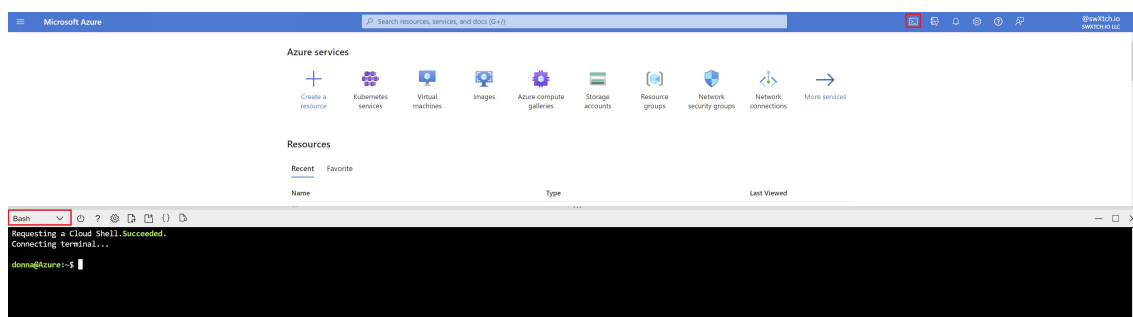 Microsoft Azure
Search resources, services, and docs (G+/)
@swXtch.io
SWXTCH.IO LLC
Azure services
Create a resource
Kubernetes services
Virtual machines
Images
Azure compute galleries
Storage accounts
Resource groups
Network security groups
Network connections
More services
Resources
Recent Favorite
Name Type Last Viewed
Bash
Requesting a Cloud Shell.Succeeded.
Connecting terminal...
donna@Azure:~$